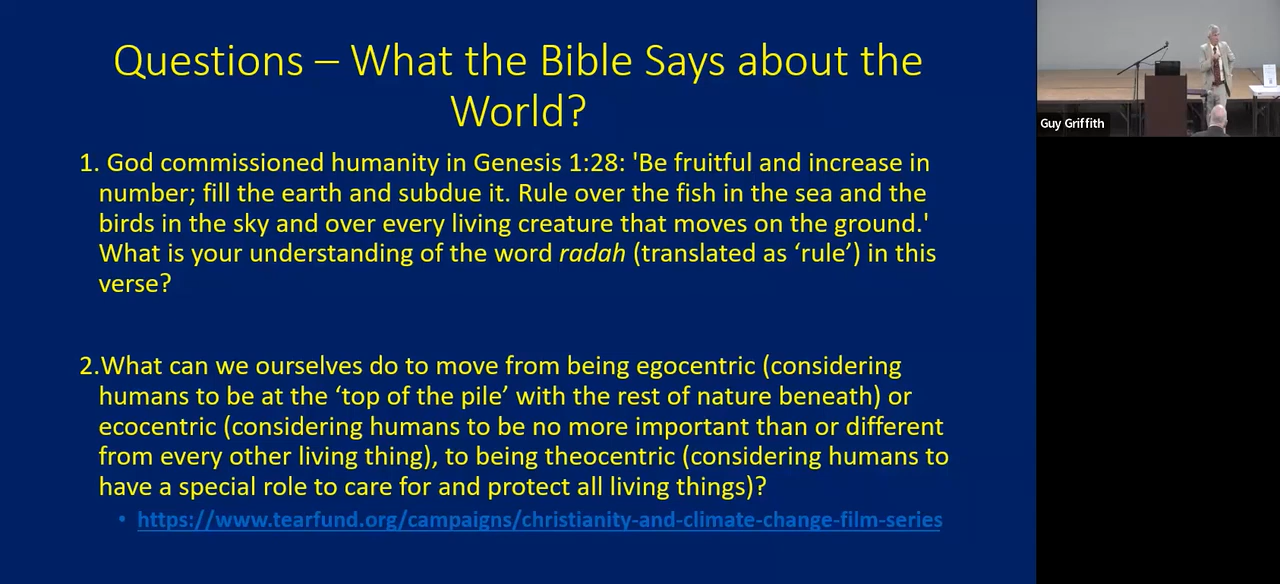 Questions – What the Bible Says about the
World?
1. God commissioned humanity in Genesis 1:28: 'Be fruitful and increase in
number; fill the earth and subdue it. Rule over the fish in the sea and the
birds in the sky and over every living creature that moves on the ground.'
What is your understanding of the word radah (translated as ‘rule’) in this
verse?
2.What can we ourselves do to move from being egocentric (considering
humans to be at the ‘top of the pile’ with the rest of nature beneath) or
ecocentric (considering humans to be no more important than or different
from every other living thing), to being theocentric (considering humans to
have a special role to care for and protect all living things)?
• https://www.tearfund.org/campaigns/christianity-and-climate-change-film-series
Guy Griffith